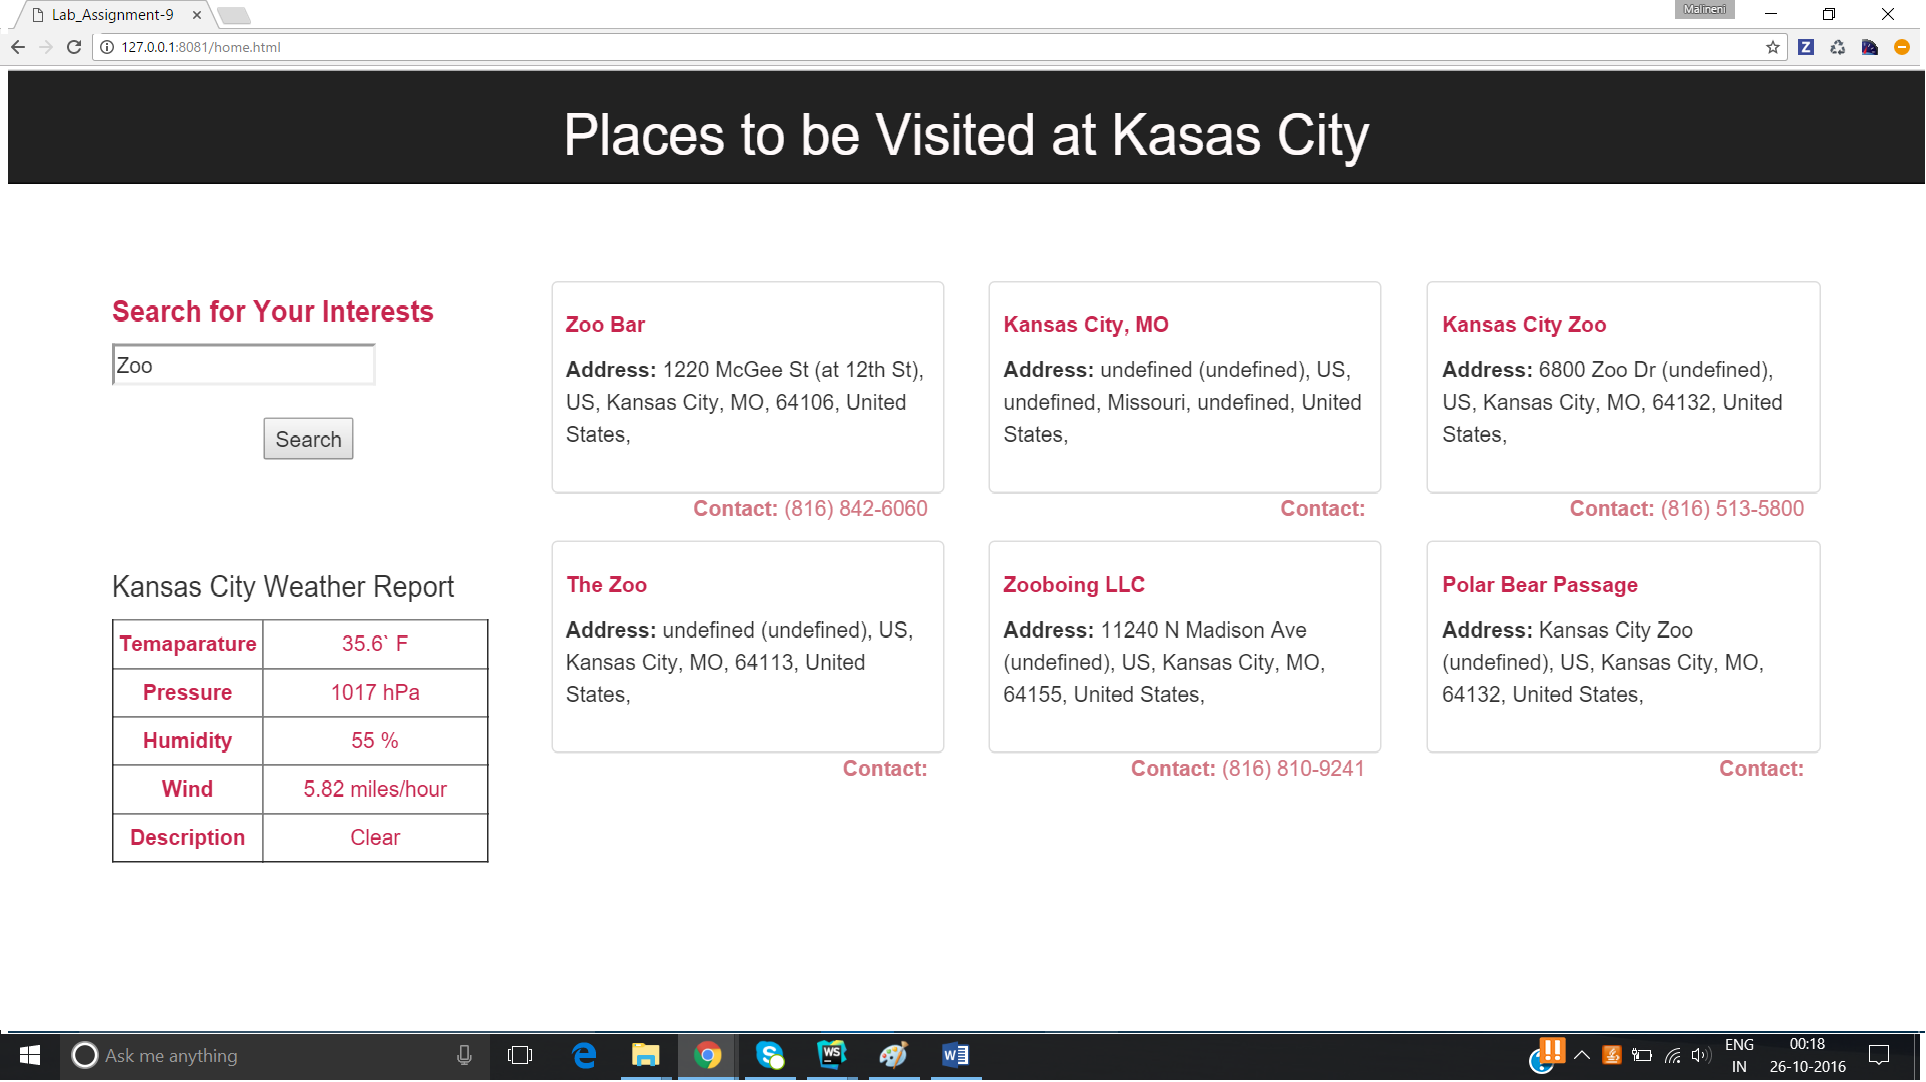 Lab_Assignment-9
Malineni
127.0.0.1:8081/home.html
Z
Places to be Visited at Kasas City
Search for Your Interests
Zoo
Search
Kansas City Weather Report
Temaparature 35.6` F
Pressure 1017 hPa
Humidity 55 %
Wind 5.82 miles/hour
Description Clear
Zoo Bar
Address: 1220 McGee St (at 12th St),
US, Kansas City, MO, 64106, United
States,
Contact: (816) 842-6060
Kansas City, MO
Address: undefined (undefined), US,
undefined, Missouri, undefined, United
States,
Contact:
Kansas City Zoo
Address: 6800 Zoo Dr (undefined),
US, Kansas City, MO, 64132, United
States,
Contact: (816) 513-5800
The Zoo
Address: undefined (undefined), US,
Kansas City, MO, 64113, United
States,
Contact:
Zooboing LLC
Address: 11240 N Madison Ave
(undefined), US, Kansas City, MO,
64155, United States,
Contact: (816) 810-9241
Polar Bear Passage
Address: Kansas City Zoo
(undefined), US, Kansas City, MO,
64132, United States,
Contact:
Ask me anything
WS
ENG
IN
00:18
26-10-2016